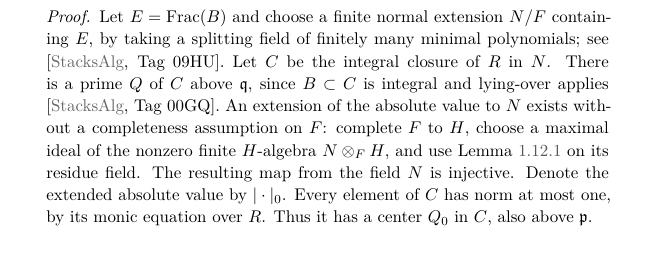 Proof. Let E = Frac(B) and choose a finite normal extension N/F contain-
ing E, by taking a splitting field of finitely many minimal polynomials; see
[StacksAlg, Tag 09HU]. Let C be the integral closure of R in N. There
is a prime Q of C above 𝔮, since B ⊂ C is integral and lying-over applies
[StacksAlg, Tag 00GQ]. An extension of the absolute value to N exists with-
out a completeness assumption on F: complete F to H, choose a maximal
ideal of the nonzero finite H-algebra N ⊗_F H, and use Lemma 1.12.1 on its
residue field. The resulting map from the field N is injective. Denote the
extended absolute value by | · |₀. Every element of C has norm at most one,
by its monic equation over R. Thus it has a center Q₀ in C, also above 𝔭.